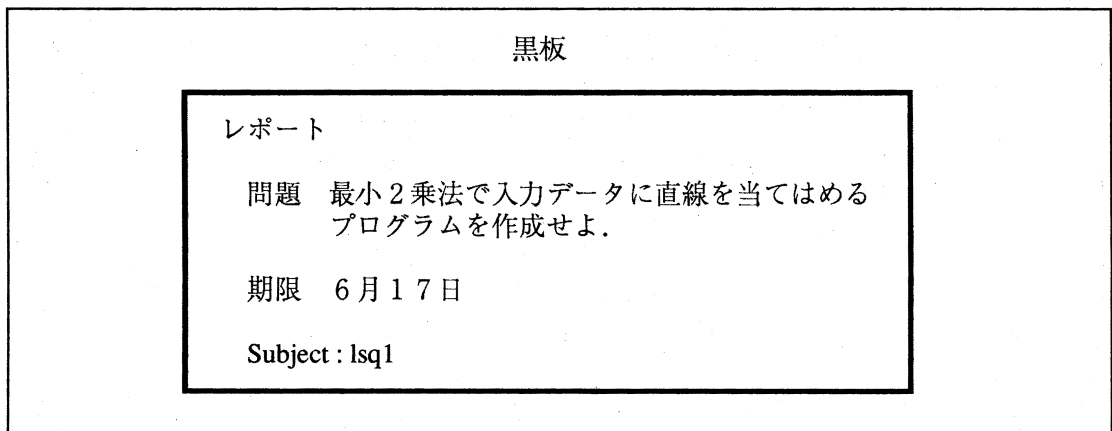 黒板
レポート
問題 最小2乗法で入力データに直線を当てはめる
プログラムを作成せよ.
期限 6月17日
Subject : lsq1